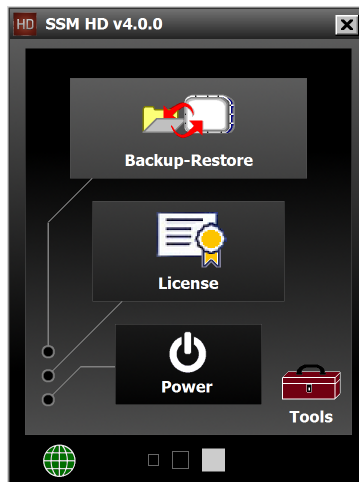 HD SSM HD v4.0.0
Backup-Restore
License
Power
Tools